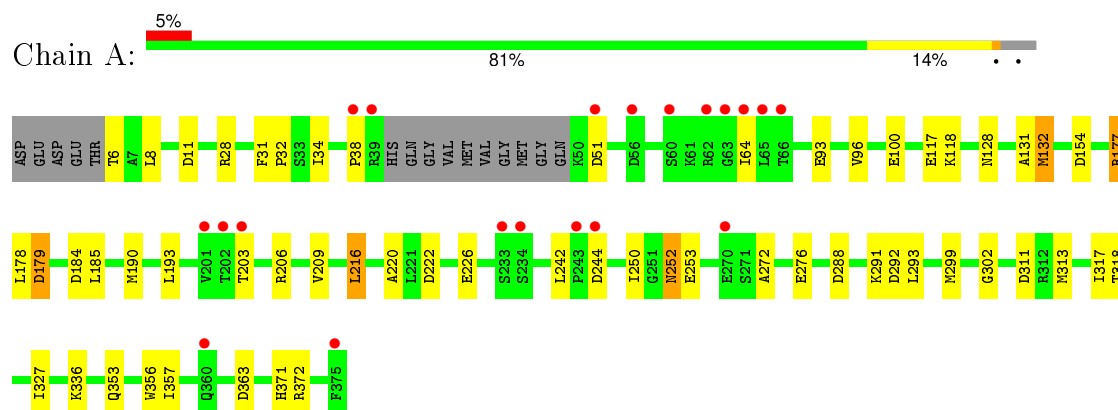 5%
Chain A:
81%
14%
ASP GLU ASP GLU THR T6 A7 L8 D11 R28 F31 P32 S33 I34 P38 R39 HIS GLN GLY VAL MET VAL GLY MET GLY GLN K50 D51 D56 S60 K61 R62 G63 I64 L65 T66 E93 V96 E100 E117 K118 N128 A131 M132 D154 R177
L178 D179 D184 L185 M190 L193 V201 T202 T203 R206 V209 L216 A220 L221 D222 E226 S233 S234 L242 P243 D244 I250 G251 N252 E253 E270 S271 A272 E276 D288 K291 D292 L293 M299 G302 D311 R312 M313 I317 T318
I327 K336 Q353 W356 I357 Q360 D363 H371 R372 F375